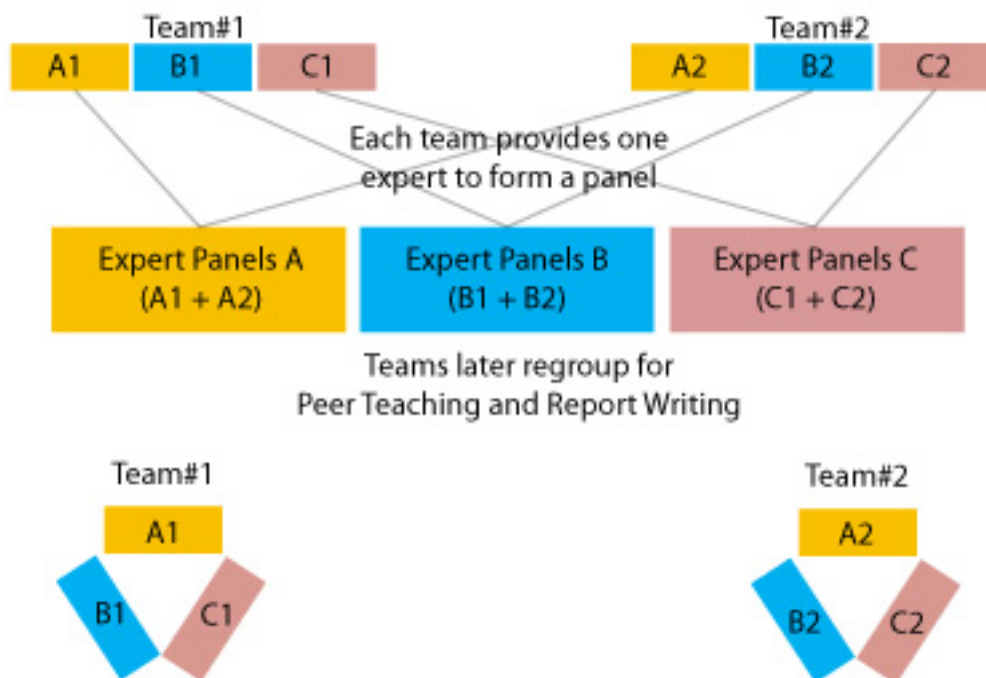 Team#1
Team#2
A1 B1 C1
A2 B2 C2
Each team provides one
expert to form a panel
Expert Panels A
(A1 + A2)
Expert Panels B
(B1 + B2)
Expert Panels C
(C1 + C2)
Teams later regroup for
Peer Teaching and Report Writing
Team#1
A1
B1
C1
Team#2
A2
B2
C2